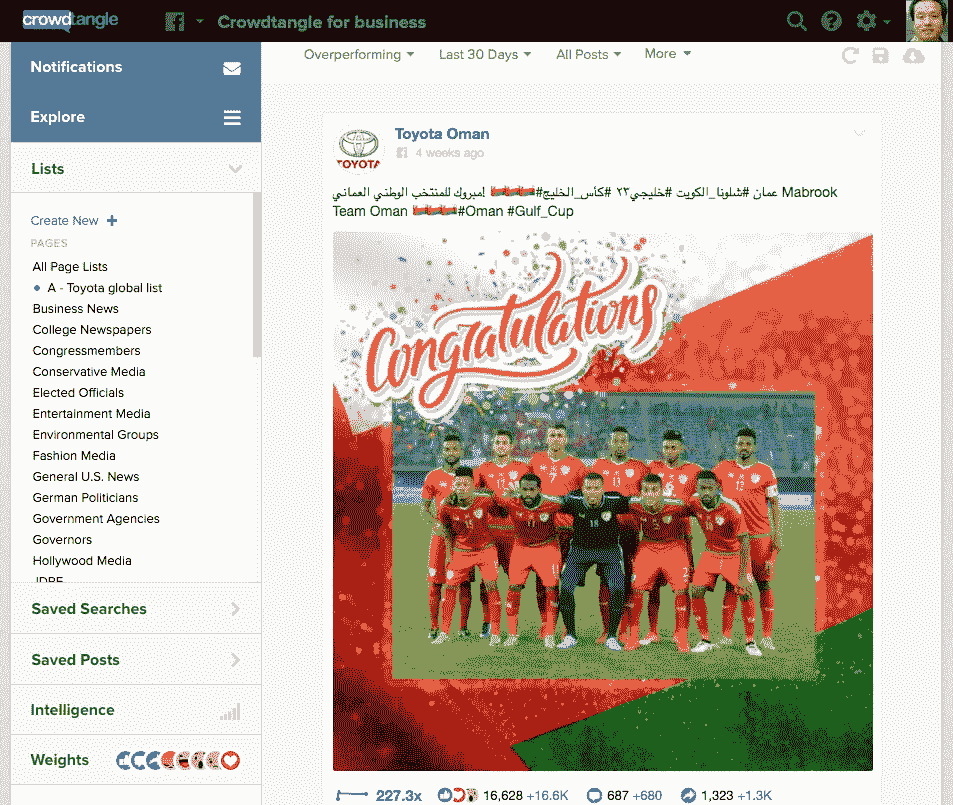 crowdtangle
Crowdtangle for business
Notifications
Explore
Lists
Create New +
PAGES
All Page Lists
A - Toyota global list
Business News
College Newspapers
Congressmembers
Conservative Media
Elected Officials
Entertainment Media
Environmental Groups
Fashion Media
General U.S. News
German Politicians
Government Agencies
Governors
Hollywood Media
Saved Searches
Saved Posts
Intelligence
Weights
Overperforming
Last 30 Days
All Posts
More
TOYOTA
Toyota Oman
4 weeks ago
مبروك للمنتخب الوطني العماني! #كأس_الخليج #خليجي٢٣ #شلونا_الكويت #عمان Mabrook
Team Oman #Oman #Gulf_Cup
Congratulations
227.3x 16,628 +16.6K 687 +680 1,323 +1.3K